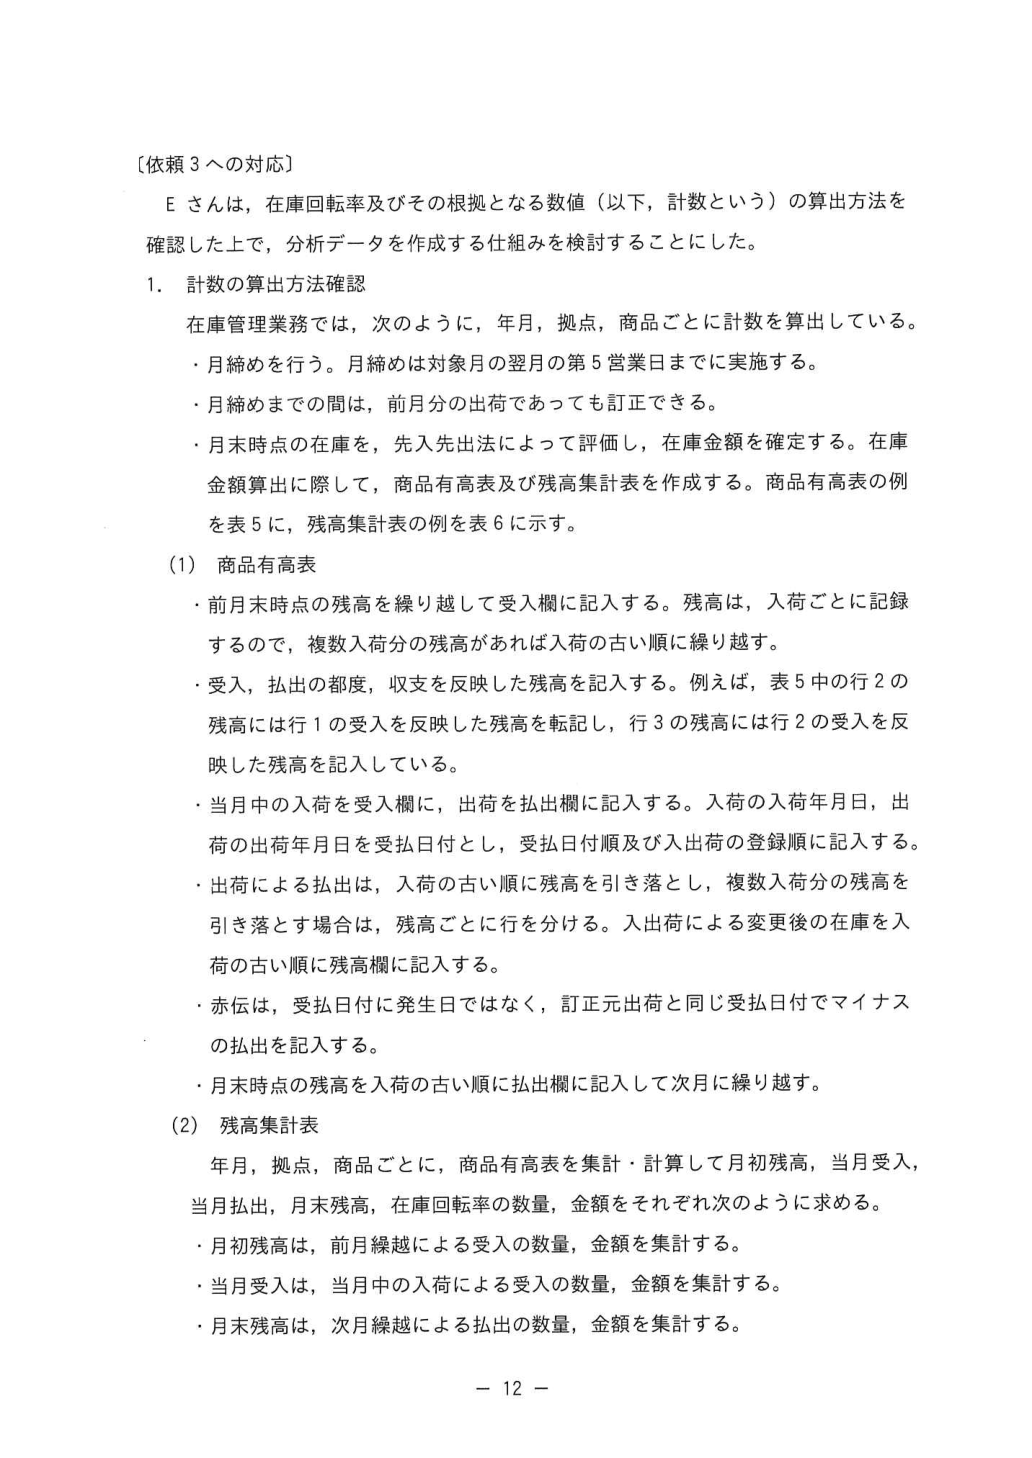 〔依頼3への対応〕
E さんは，在庫回転率及びその根拠となる数値（以下，計数という）の算出方法を
確認した上で，分析データを作成する仕組みを検討することにした。
1． 計数の算出方法確認
在庫管理業務では，次のように，年月，拠点，商品ごとに計数を算出している。
・月締めを行う。月締めは対象月の翌月の第5営業日までに実施する。
・月締めまでの間は，前月分の出荷であっても訂正できる。
・月末時点の在庫を，先入先出法によって評価し，在庫金額を確定する。在庫
金額算出に際して，商品有高表及び残高集計表を作成する。商品有高表の例
を表5に，残高集計表の例を表6に示す。
(1) 商品有高表
・前月末時点の残高を繰り越して受入欄に記入する。残高は，入荷ごとに記録
するので，複数入荷分の残高があれば入荷の古い順に繰り越す。
・受入，払出の都度，収支を反映した残高を記入する。例えば，表5中の行2の
残高には行1の受入を反映した残高を転記し，行3の残高には行2の受入を反
映した残高を記入している。
・当月中の入荷を受入欄に，出荷を払出欄に記入する。入荷の入荷年月日，出
荷の出荷年月日を受払日付とし，受払日付順及び入出荷の登録順に記入する。
・出荷による払出は，入荷の古い順に残高を引き落とし，複数入荷分の残高を
引き落とす場合は，残高ごとに行を分ける。入出荷による変更後の在庫を入
荷の古い順に残高欄に記入する。
・赤伝は，受払日付に発生日ではなく，訂正元出荷と同じ受払日付でマイナス
の払出を記入する。
・月末時点の残高を入荷の古い順に払出欄に記入して次月に繰り越す。
(2) 残高集計表
年月，拠点，商品ごとに，商品有高表を集計・計算して月初残高，当月受入，
当月払出，月末残高，在庫回転率の数量，金額をそれぞれ次のように求める。
・月初残高は，前月繰越による受入の数量，金額を集計する。
・当月受入は，当月中の入荷による受入の数量，金額を集計する。
・月末残高は，次月繰越による払出の数量，金額を集計する。
－ 12 －